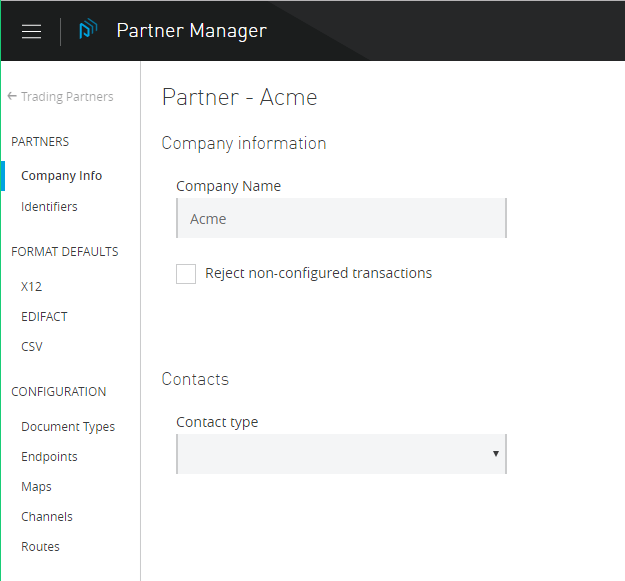 Partner Manager
← Trading Partners
PARTNERS
Company Info
Identifiers
FORMAT DEFAULTS
X12
EDIFACT
CSV
CONFIGURATION
Document Types
Endpoints
Maps
Channels
Routes
Partner - Acme
Company information
Company Name
Acme
Reject non-configured transactions
Contacts
Contact type